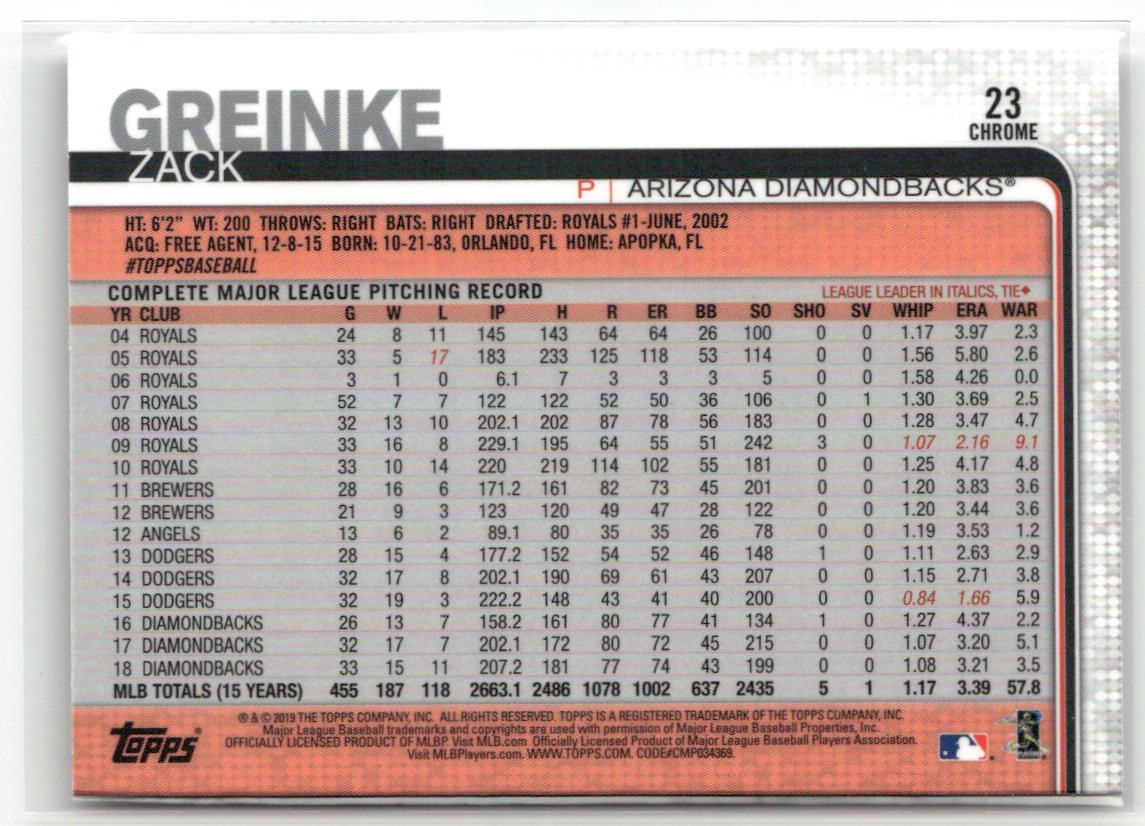 GREINKE
ZACK
23
CHROME
P | ARIZONA DIAMONDBACKS®
HT: 6'2" WT: 200 THROWS: RIGHT BATS: RIGHT DRAFTED: ROYALS #1-JUNE, 2002
ACQ: FREE AGENT, 12-8-15 BORN: 10-21-83, ORLANDO, FL HOME: APOPKA, FL
#TOPPSBASEBALL
COMPLETE MAJOR LEAGUE PITCHING RECORD LEAGUE LEADER IN ITALICS, TIE◆
YR CLUB G W L IP H R ER BB SO SHO SV WHIP ERA WAR
04 ROYALS 24 8 11 145 143 64 64 26 100 0 0 1.17 3.97 2.3
05 ROYALS 33 5 17 183 233 125 118 53 114 0 0 1.56 5.80 2.6
06 ROYALS 3 1 0 6.1 7 3 3 3 5 0 0 1.58 4.26 0.0
07 ROYALS 52 7 7 122 122 52 50 36 106 0 1 1.30 3.69 2.5
08 ROYALS 32 13 10 202.1 202 87 78 56 183 0 0 1.28 3.47 4.7
09 ROYALS 33 16 8 229.1 195 64 55 51 242 3 0 1.07 2.16 9.1
10 ROYALS 33 10 14 220 219 114 102 55 181 0 0 1.25 4.17 4.8
11 BREWERS 28 16 6 171.2 161 82 73 45 201 0 0 1.20 3.83 3.6
12 BREWERS 21 9 3 123 120 49 47 28 122 0 0 1.20 3.44 3.6
12 ANGELS 13 6 2 89.1 80 35 35 26 78 0 0 1.19 3.53 1.2
13 DODGERS 28 15 4 177.2 152 54 52 46 148 1 0 1.11 2.63 2.9
14 DODGERS 32 17 8 202.1 190 69 61 43 207 0 0 1.15 2.71 3.8
15 DODGERS 32 19 3 222.2 148 43 41 40 200 0 0 0.84 1.66 5.9
16 DIAMONDBACKS 26 13 7 158.2 161 80 77 41 134 1 0 1.27 4.37 2.2
17 DIAMONDBACKS 32 17 7 202.1 172 80 72 45 215 0 0 1.07 3.20 5.1
18 DIAMONDBACKS 33 15 11 207.2 181 77 74 43 199 0 0 1.08 3.21 3.5
MLB TOTALS (15 YEARS) 455 187 118 2663.1 2486 1078 1002 637 2435 5 1 1.17 3.39 57.8
topps®
® & © 2019 THE TOPPS COMPANY, INC. ALL RIGHTS RESERVED. TOPPS IS A REGISTERED TRADEMARK OF THE TOPPS COMPANY, INC.
Major League Baseball trademarks and copyrights are used with permission of Major League Baseball Properties, Inc.
OFFICIALLY LICENSED PRODUCT OF MLBP. Visit MLB.com Officially Licensed Product of Major League Baseball Players Association.
Visit MLBPlayers.com. WWW.TOPPS.COM. CODE#CMP034369.